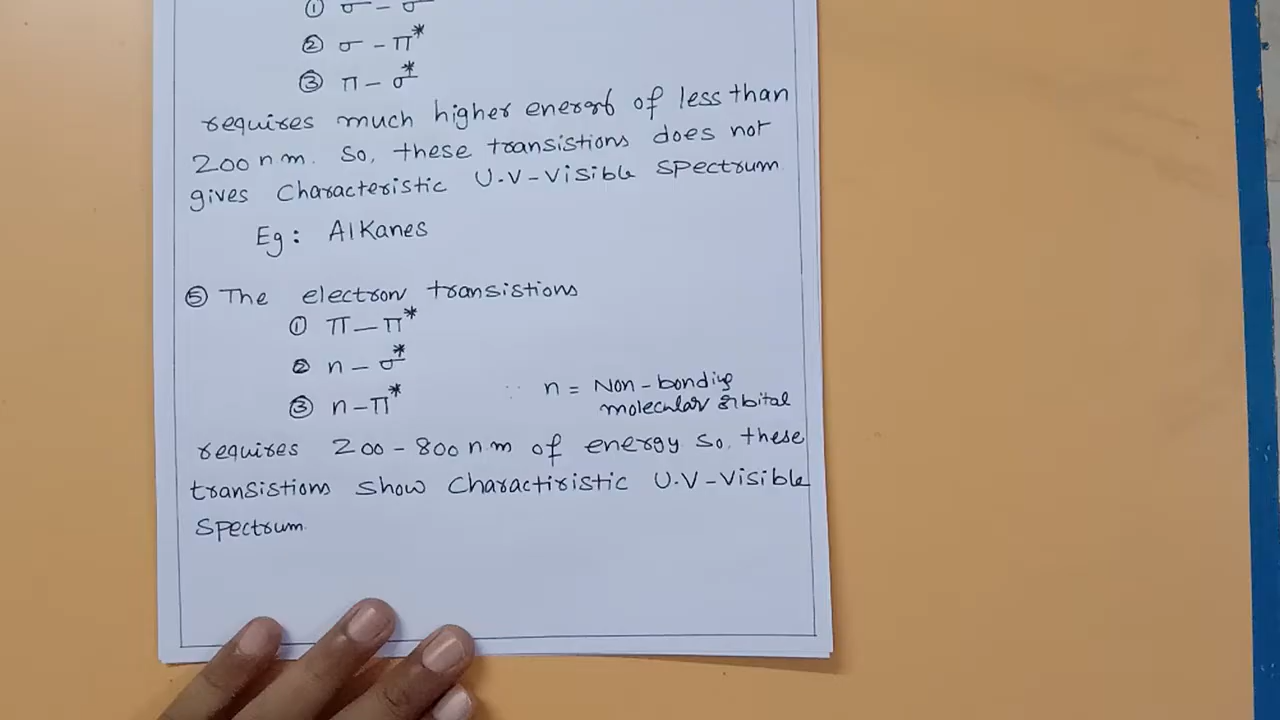 ① σ – σ
② σ – π*
③ π – σ*
requires much higher energy of less than
200 nm. So, these transistions does not
gives Characteristic U.V-Visible Spectrum
Eg: Alkanes
⑤ The electron transistions
① π – π*
② n – σ*
③ n – π*
∵ n = Non-bonding
molecular orbital
requires 200 – 800 n.m of energy so, these
transistions show Charactiristic U.V-Visible
Spectrum.